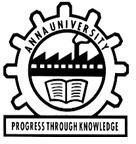 ANNA UNIVERSITY
PROGRESS THROUGH KNOWLEDGE